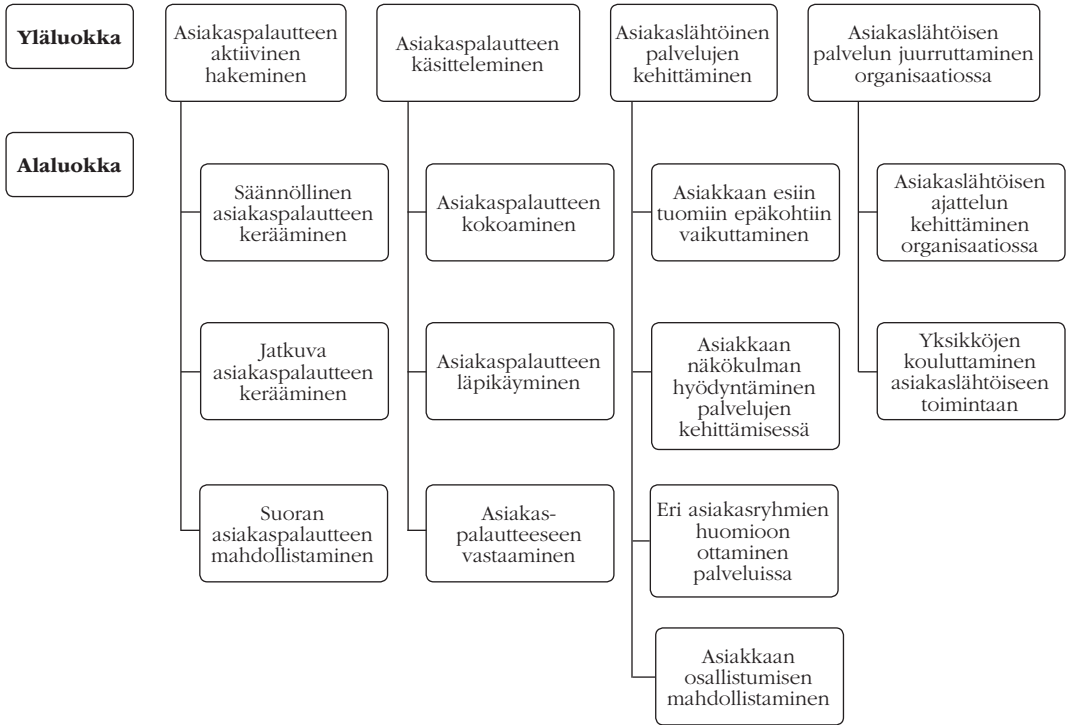 Yläluokka
Asiakaspalautteen
aktiivinen
hakeminen
Asiakaspalautteen
käsitteleminen
Asiakaslähtöinen
palvelujen
kehittäminen
Asiakaslähtöisen
palvelun juurruttaminen
organisaatiossa
Alaluokka
Säännöllinen
asiakaspalautteen
kerääminen
Asiakaspalautteen
kokoaminen
Asiakkaan esiin
tuomiin epäkohtiin
vaikuttaminen
Asiakaslähtöisen
ajattelun
kehittäminen
organisaatiossa
Jatkuva
asiakaspalautteen
kerääminen
Asiakaspalautteen
läpikäyminen
Asiakkaan
näkökulman
hyödyntäminen
palvelujen
kehittämisessä
Yksikköjen
kouluttaminen
asiakaslähtöiseen
toimintaan
Suoran
asiakaspalautteen
mahdollistaminen
Asiakas-
palautteeseen
vastaaminen
Eri asiakasryhmien
huomioon
ottaminen
palveluissa
Asiakkaan
osallistumisen
mahdollistaminen